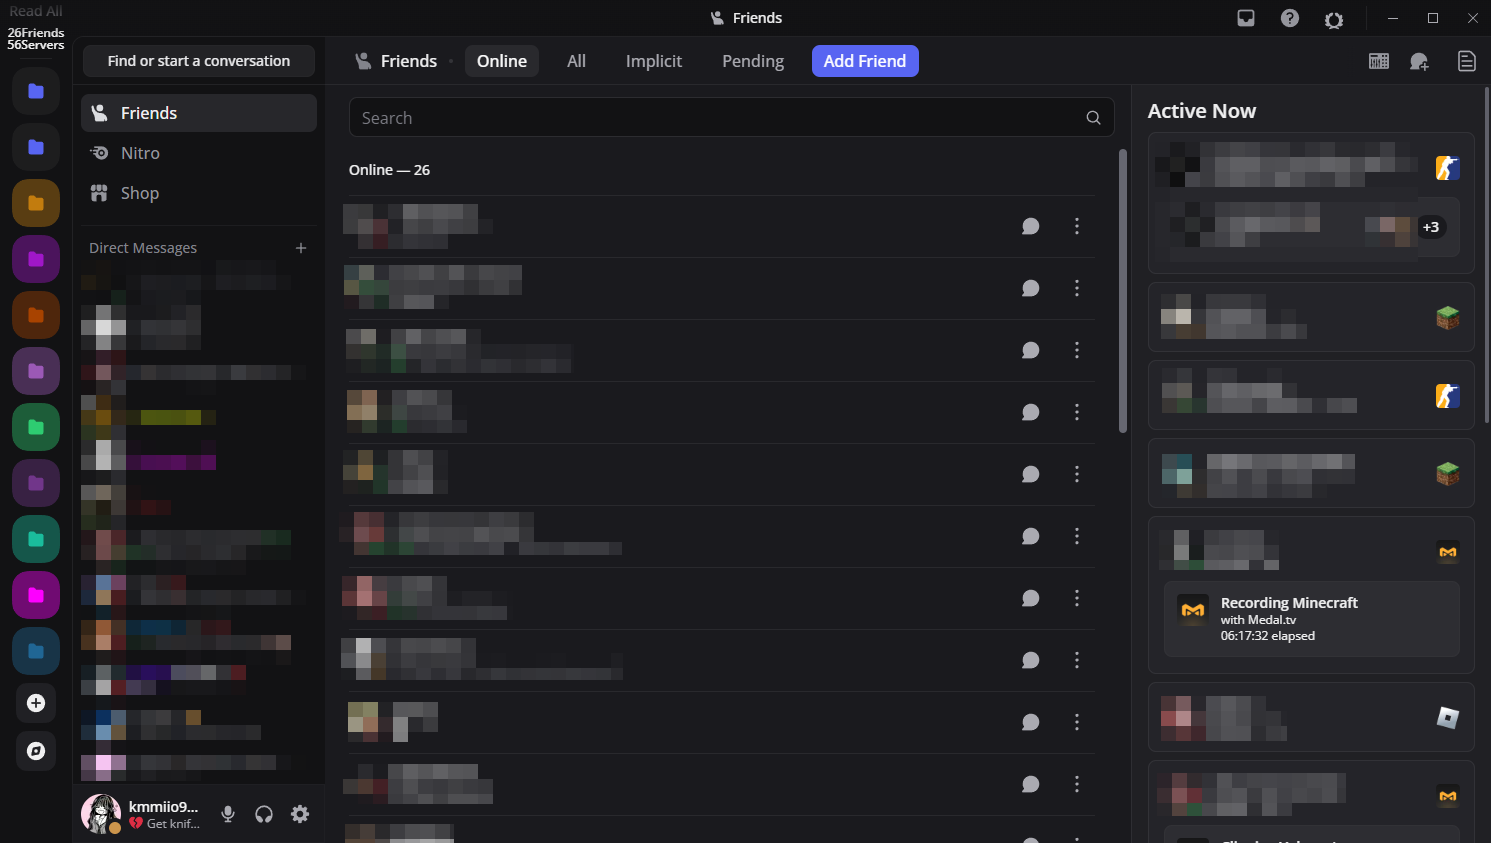 Read All
26Friends
56Servers
Friends
Find or start a conversation
Friends
Nitro
Shop
Direct Messages
kmmiio9...
Get knif...
Friends
Online
All
Implicit
Pending
Add Friend
Search
Online — 26
Active Now
+3
Recording Minecraft
with Medal.tv
06:17:32 elapsed